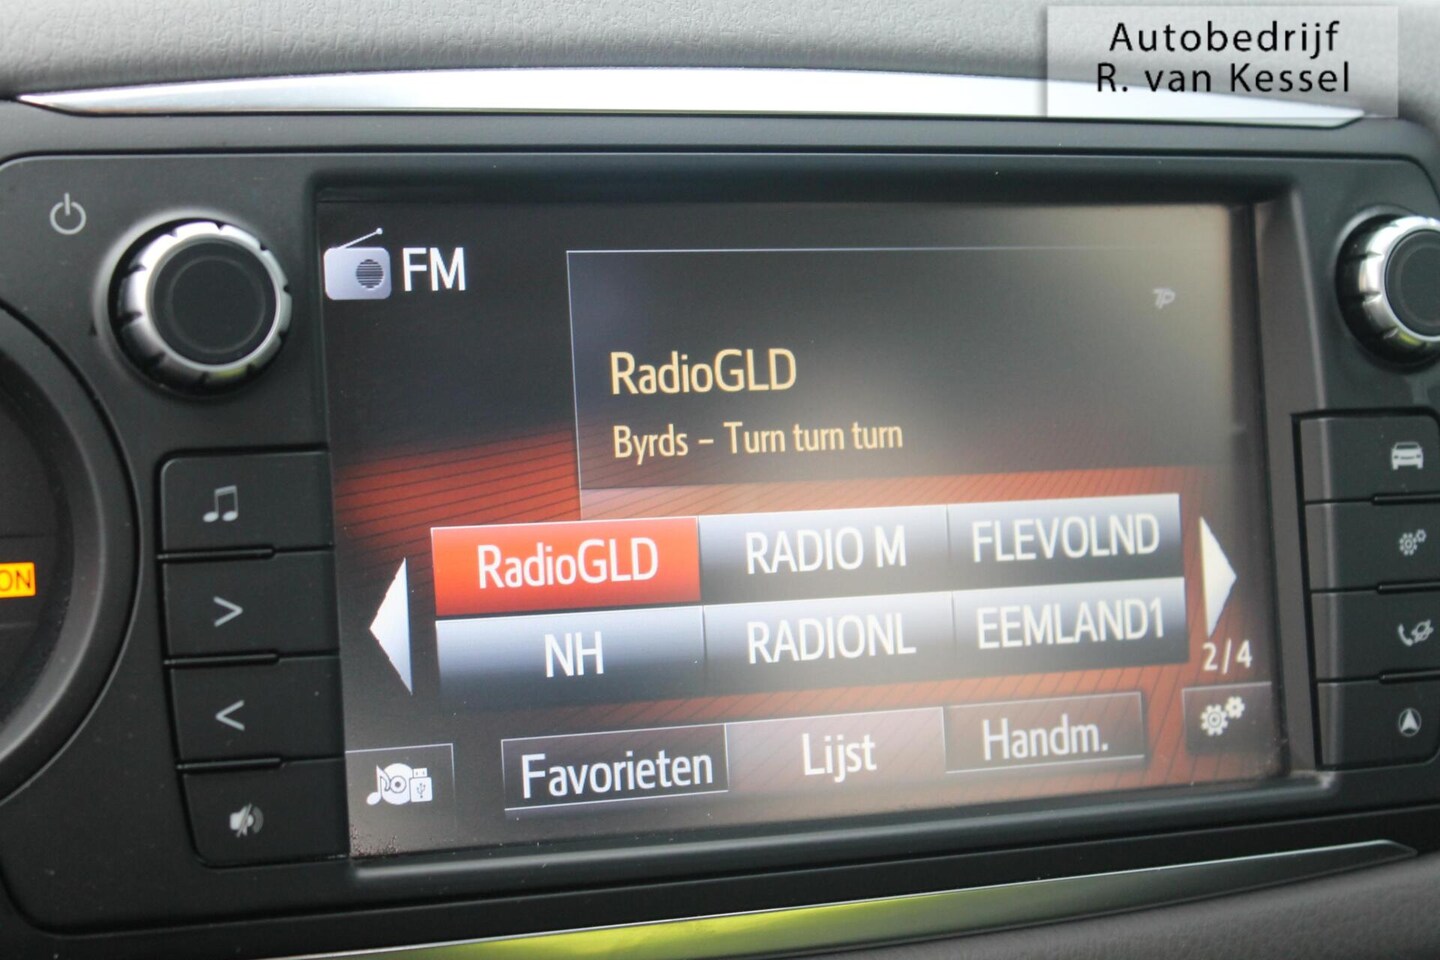 Autobedrijf
R. van Kessel
FM
TP
RadioGLD
Byrds - Turn turn turn
RadioGLD
RADIO M
FLEVOLND
NH
RADIONL
EEMLAND1
2/4
Favorieten
Lijst
Handm.
ON